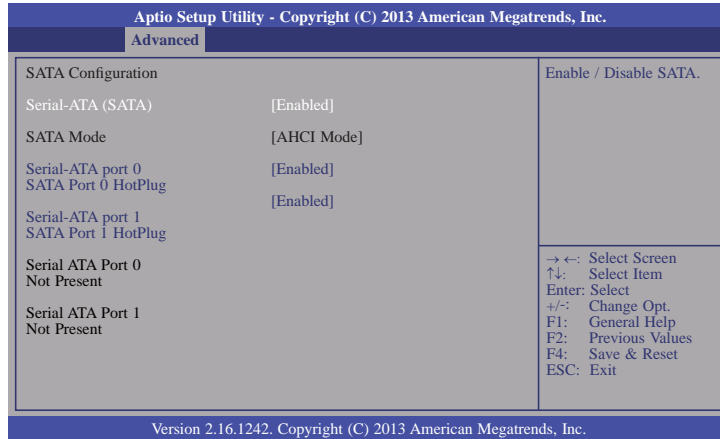 Aptio Setup Utility - Copyright (C) 2013 American Megatrends, Inc.
Advanced
SATA Configuration
Serial-ATA (SATA) [Enabled]
SATA Mode [AHCI Mode]
Serial-ATA port 0 [Enabled]
SATA Port 0 HotPlug
[Enabled]
Serial-ATA port 1
SATA Port 1 HotPlug
Serial ATA Port 0
Not Present
Serial ATA Port 1
Not Present
Enable / Disable SATA.
→ ←: Select Screen
↑↓: Select Item
Enter: Select
+/-: Change Opt.
F1: General Help
F2: Previous Values
F4: Save & Reset
ESC: Exit
Version 2.16.1242. Copyright (C) 2013 American Megatrends, Inc.